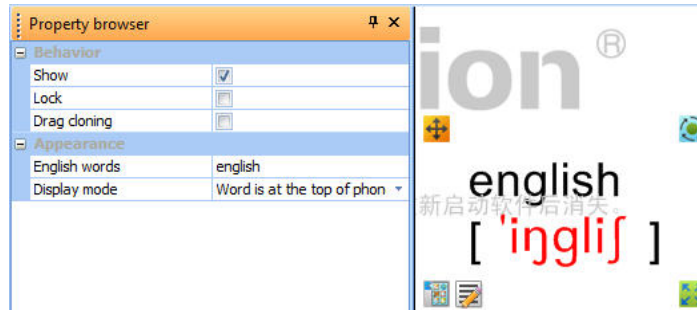 Property browser
Behavior
Show
Lock
Drag cloning
Appearance
English words english
Display mode Word is at the top of phon
ion ®
english
新启动软件后消失。
[ ˈiŋgliʃ ]